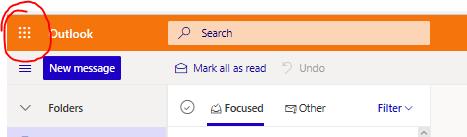 Outlook Search
New message Mark all as read Undo
Folders Focused Other Filter